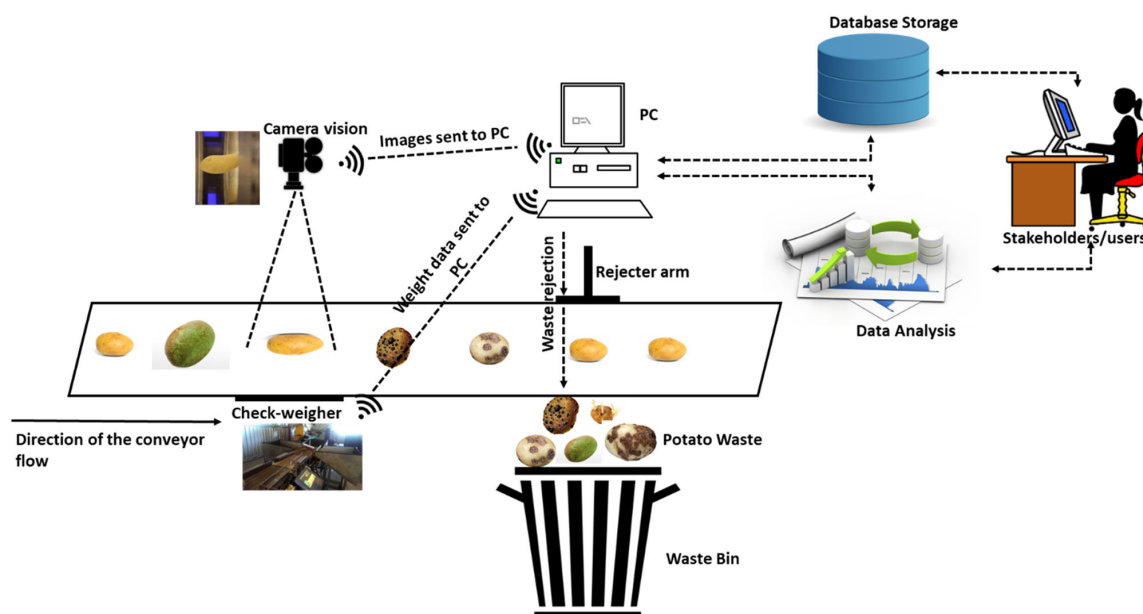 Database Storage
PC
Camera vision
Images sent to PC
Weight data sent to
PC
Stakeholders/users
Rejecter arm
Waste rejection
Data Analysis
Check-weigher
Direction of the conveyor
flow
Potato Waste
Waste Bin